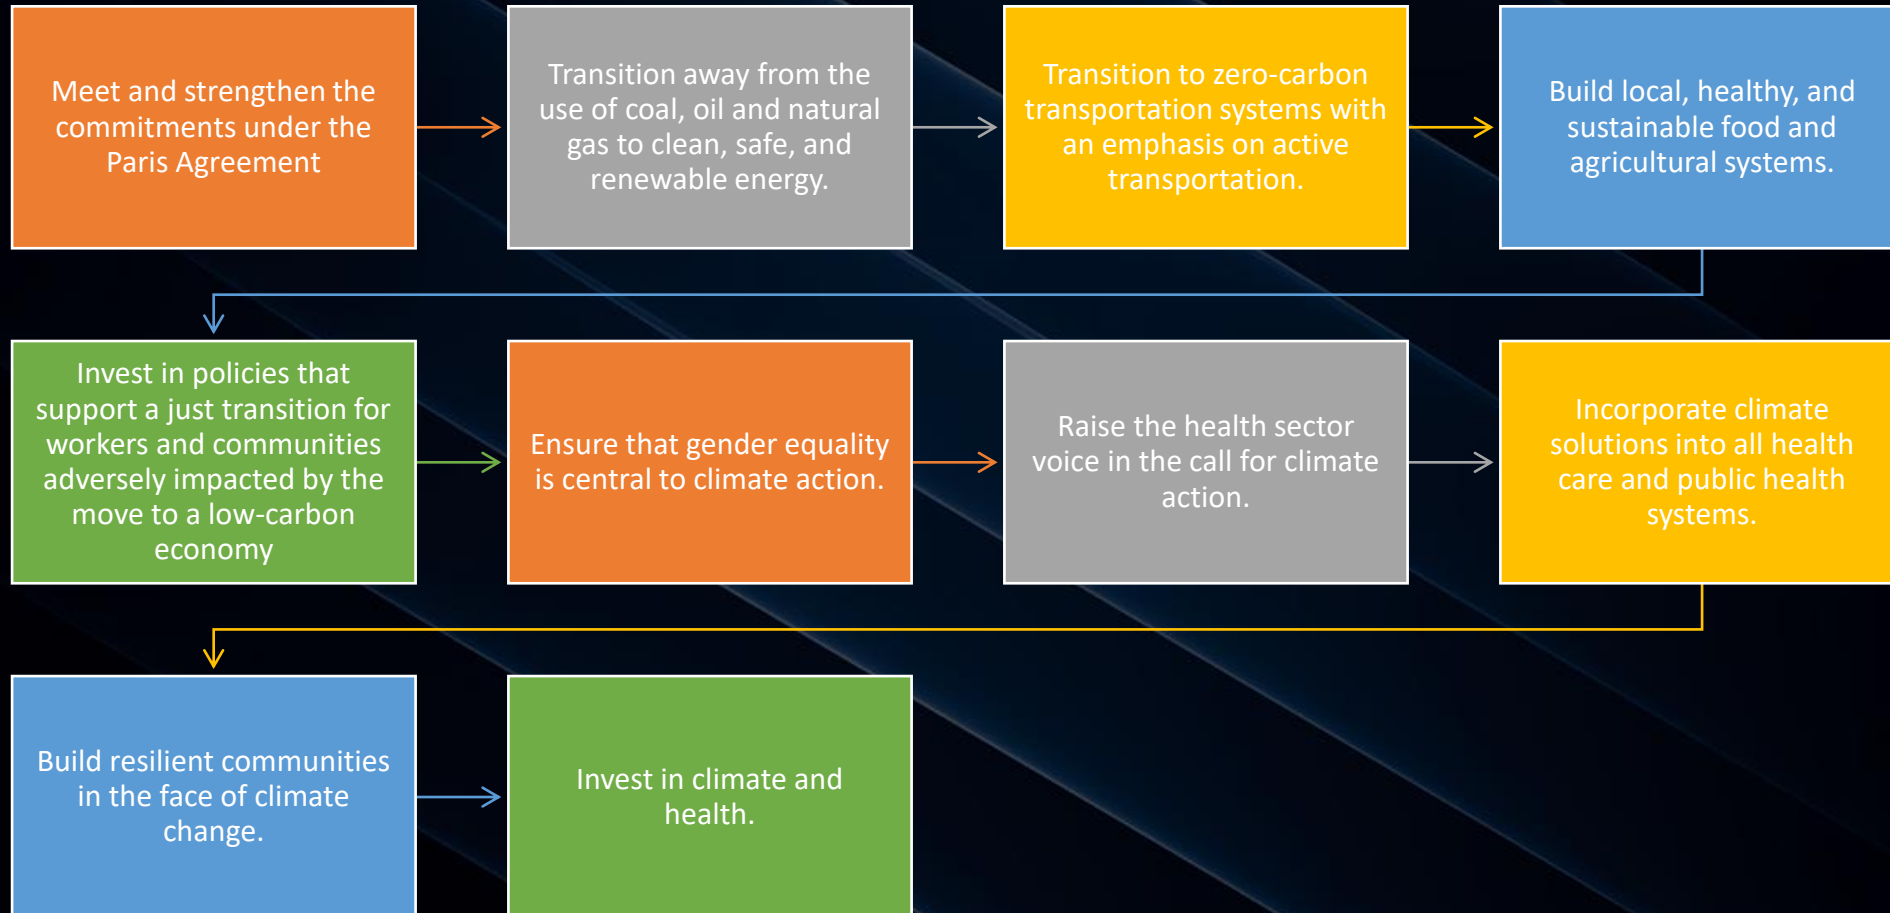 Meet and strengthen the
commitments under the
Paris Agreement
Transition away from the
use of coal, oil and natural
gas to clean, safe, and
renewable energy.
Transition to zero-carbon
transportation systems with
an emphasis on active
transportation.
Build local, healthy, and
sustainable food and
agricultural systems.
Invest in policies that
support a just transition for
workers and communities
adversely impacted by the
move to a low-carbon
economy
Ensure that gender equality
is central to climate action.
Raise the health sector
voice in the call for climate
action.
Incorporate climate
solutions into all health
care and public health
systems.
Build resilient communities
in the face of climate
change.
Invest in climate and
health.